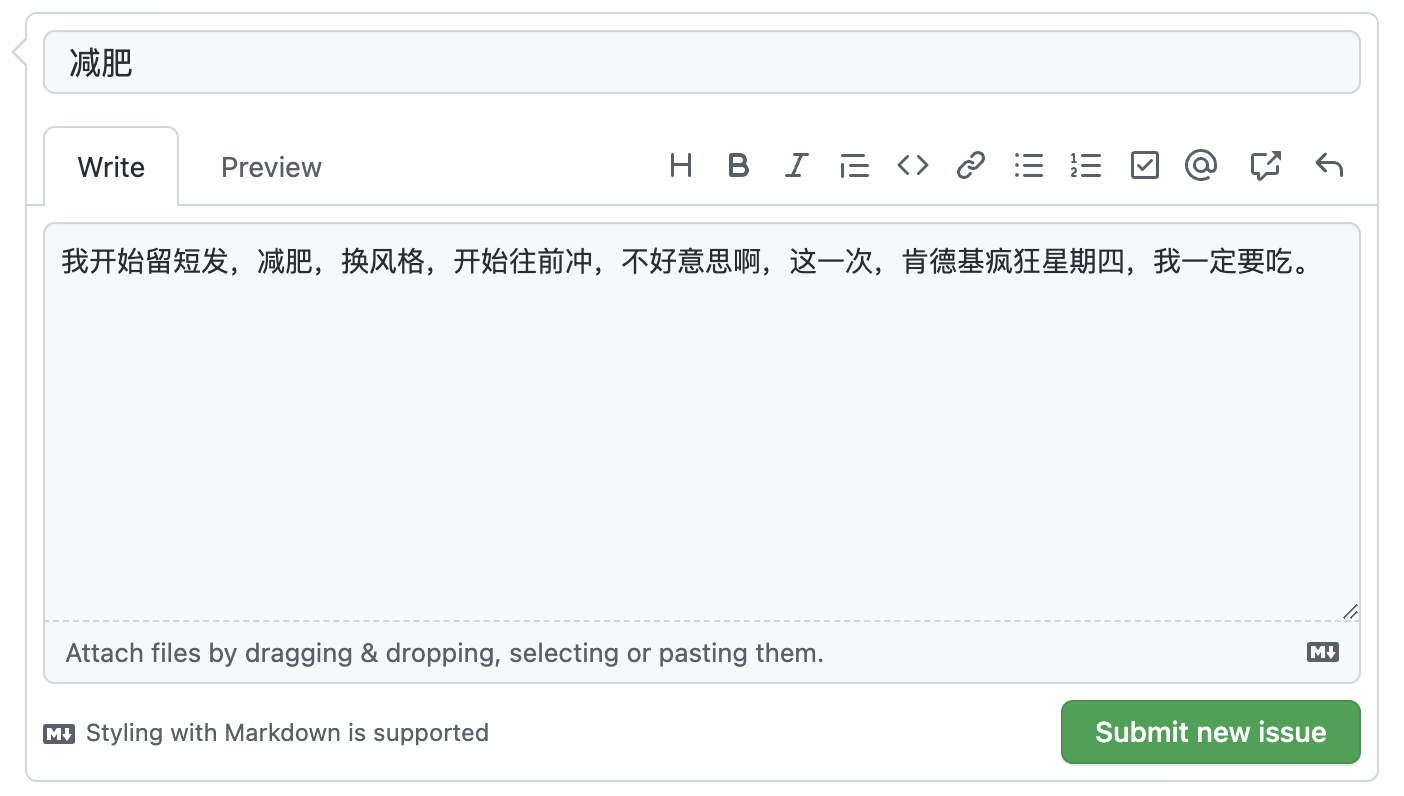 减肥
Write Preview
我开始留短发，减肥，换风格，开始往前冲，不好意思啊，这一次，肯德基疯狂星期四，我一定要吃。
Attach files by dragging & dropping, selecting or pasting them.
Styling with Markdown is supported
Submit new issue